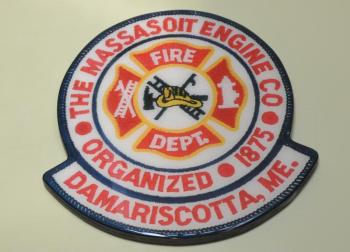 THE MASSASOIT ENGINE CO
FIRE
DEPT.
ORGANIZED • 1875
DAMARISCOTTA, ME.